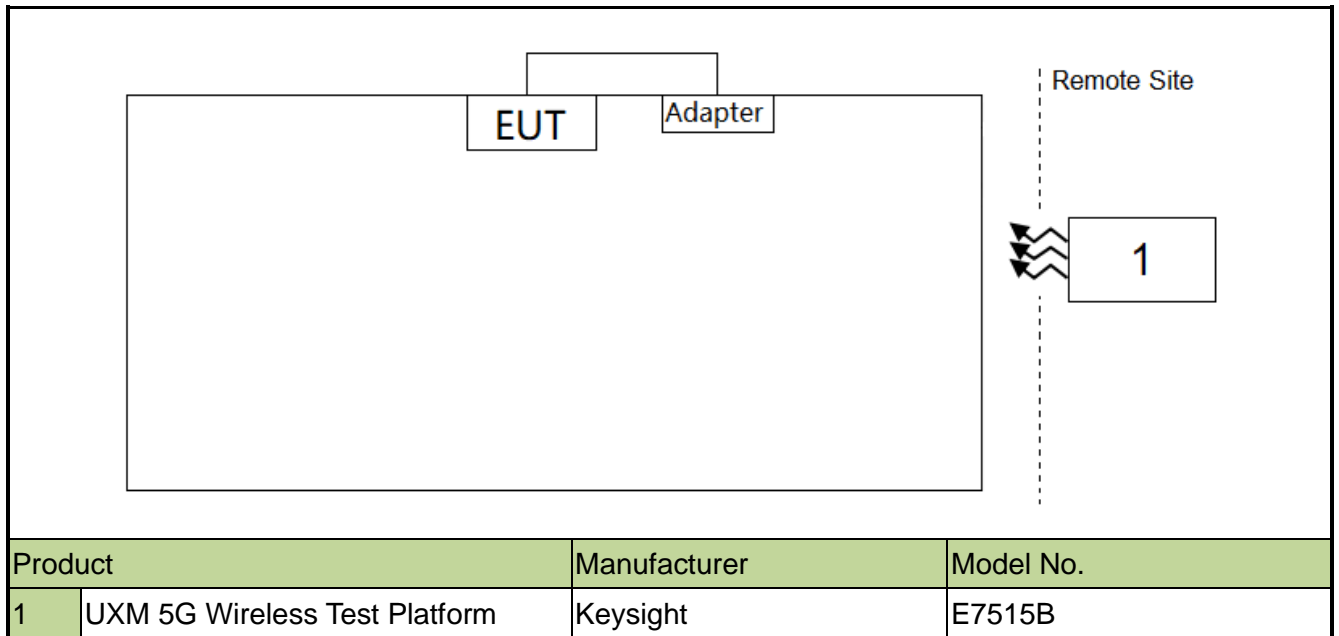 Remote Site
EUT
Adapter
1
Product Manufacturer Model No.
1 UXM 5G Wireless Test Platform Keysight E7515B